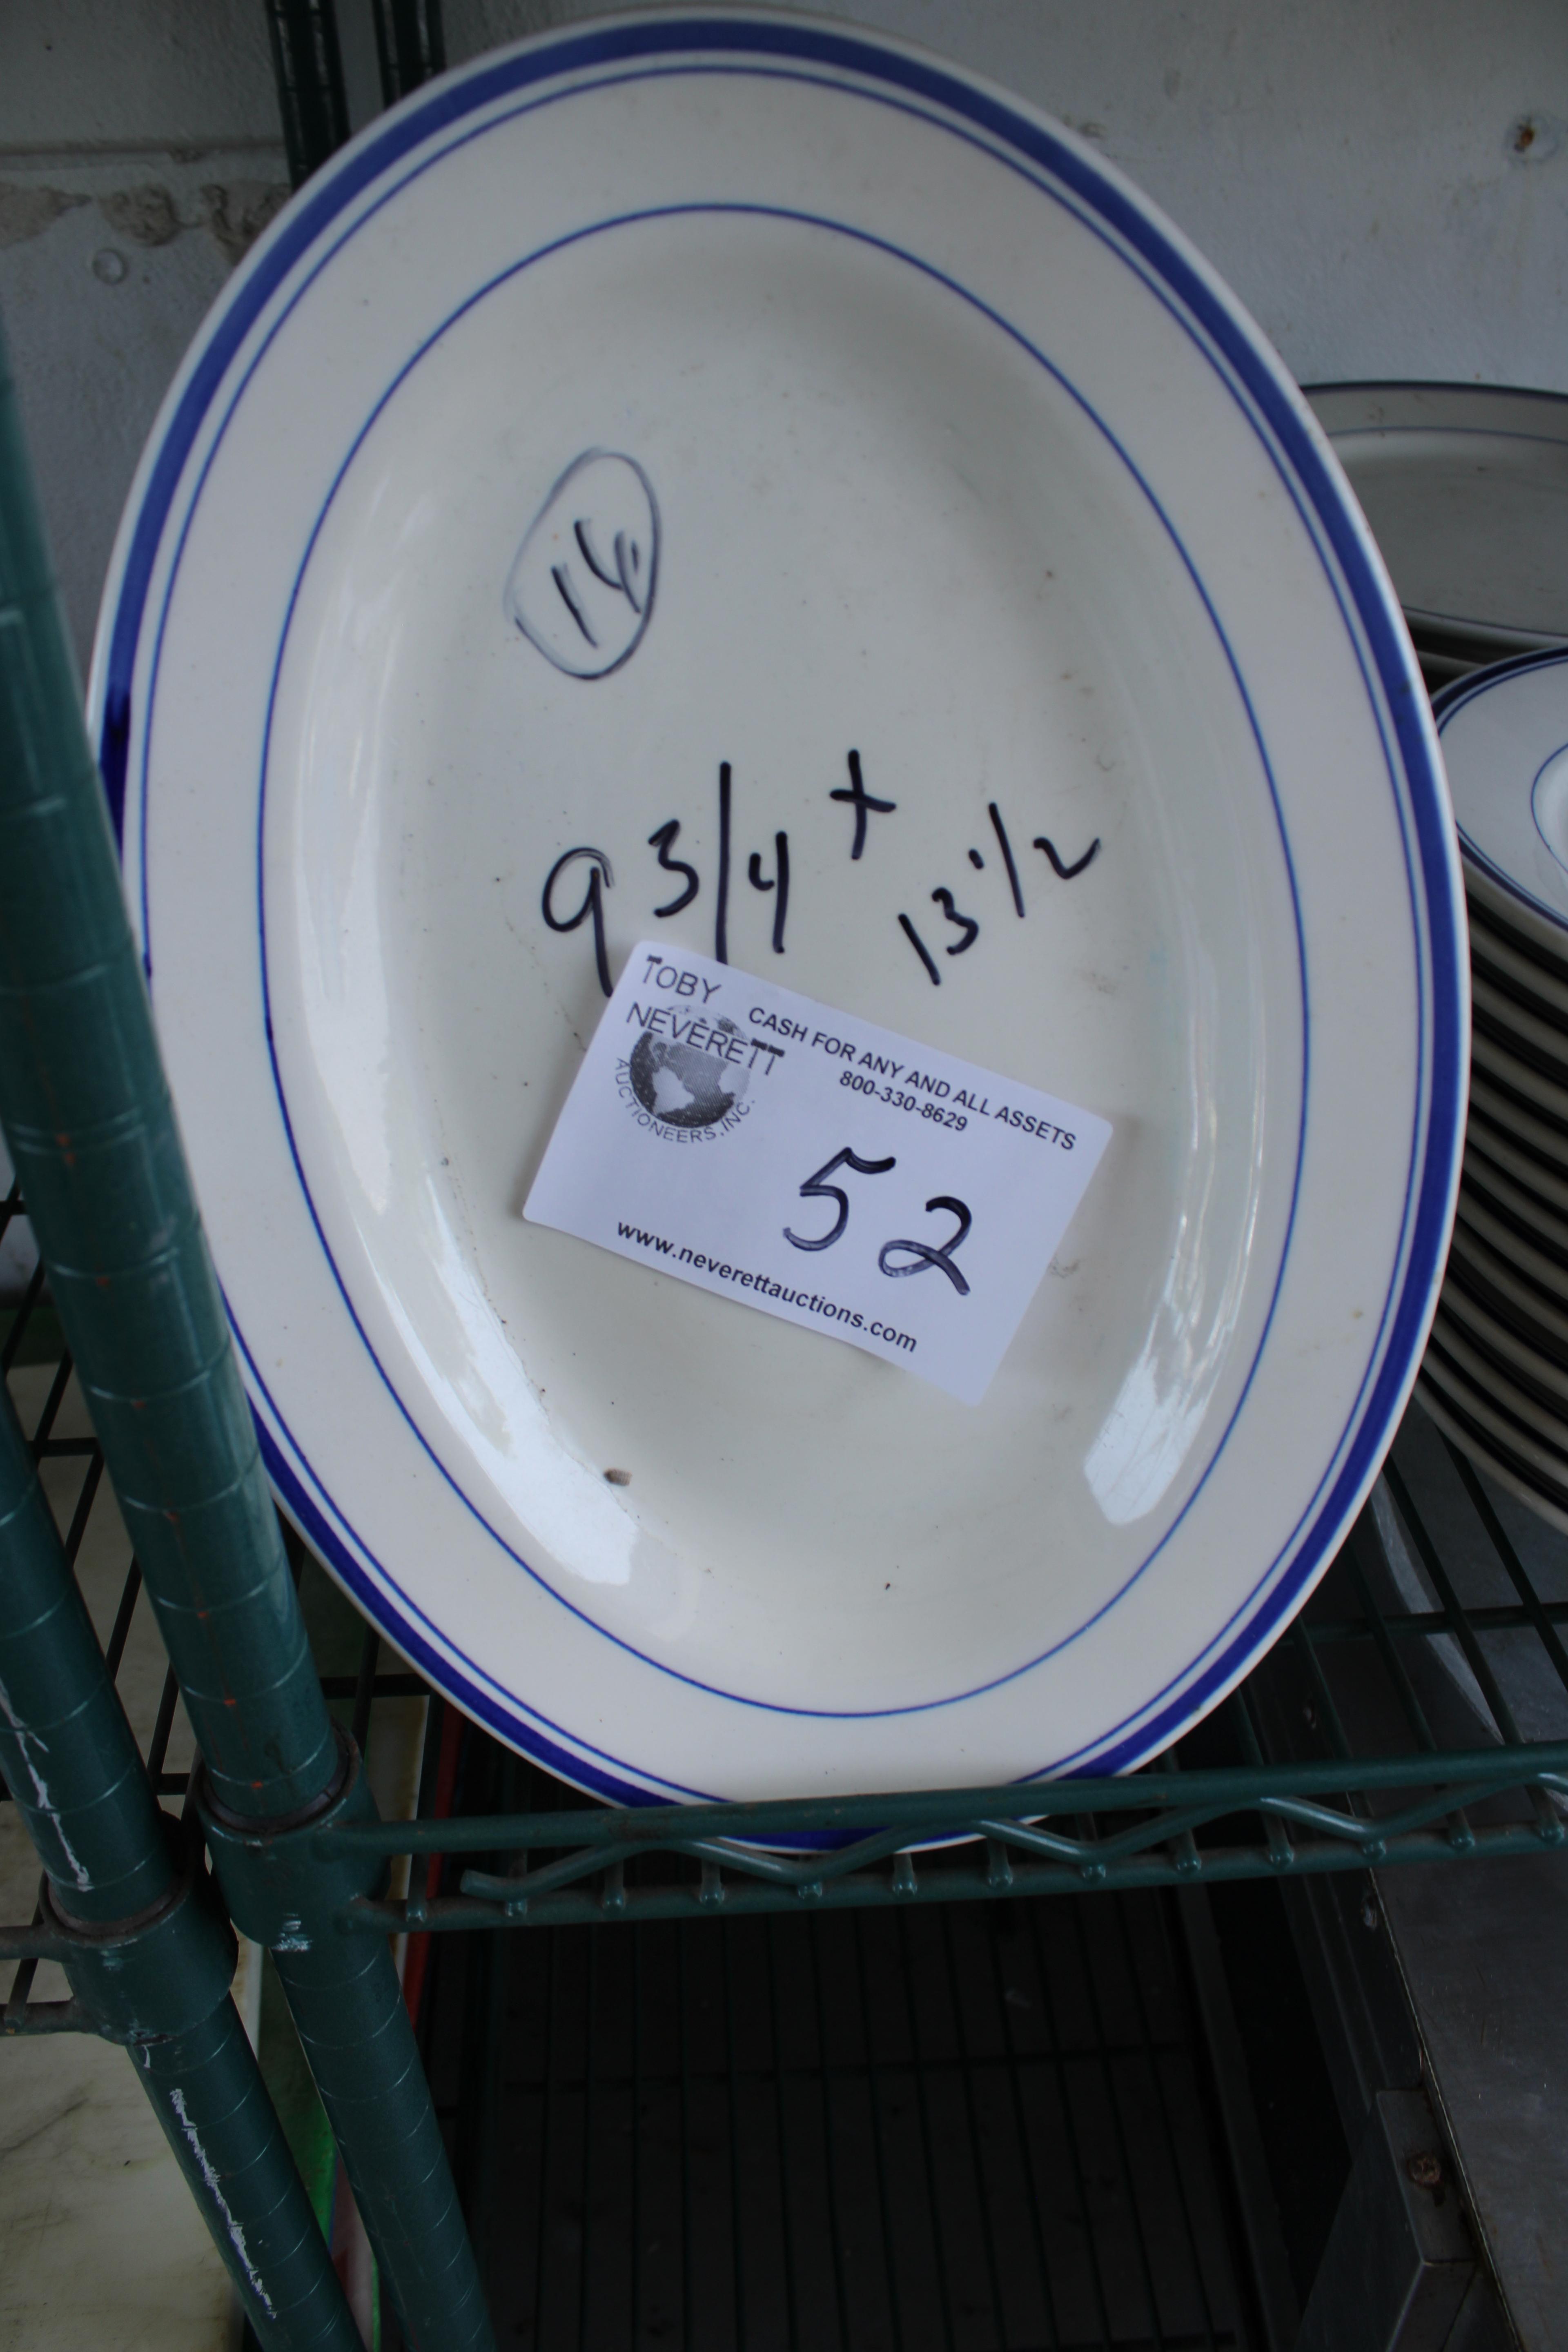 14
9 3/4 x 13 1/2
TOBY
NEVERETT
AUCTIONEERS, INC.
CASH FOR ANY AND ALL ASSETS
800-330-8629
52
www.neverettauctions.com